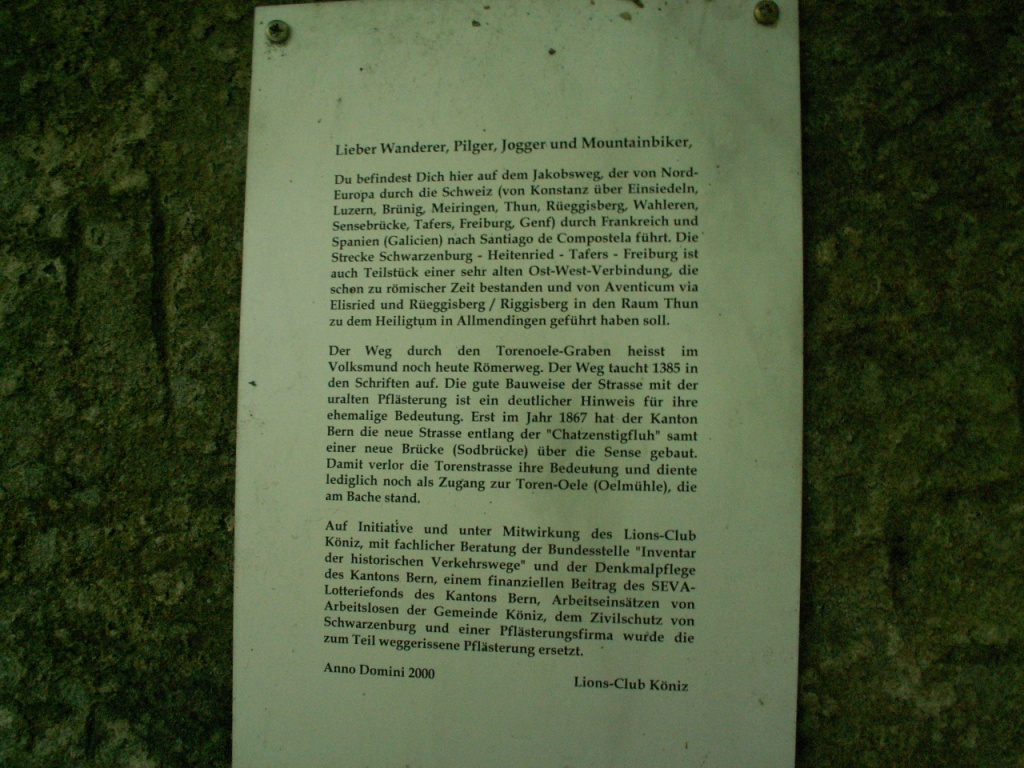 Lieber Wanderer, Pilger, Jogger und Mountainbiker,
Du befindest Dich hier auf dem Jakobsweg, der von Nord-
Europa durch die Schweiz (von Konstanz über Einsiedeln,
Luzern, Brünig, Meiringen, Thun, Rüeggisberg, Wahleren,
Sensebrücke, Tafers, Freiburg, Genf) durch Frankreich und
Spanien (Galicien) nach Santiago de Compostela führt. Die
Strecke Schwarzenburg - Heitenried - Tafers - Freiburg ist
auch Teilstück einer sehr alten Ost-West-Verbindung, die
schon zu römischer Zeit bestanden und von Aventicum via
Elisried und Rüeggisberg / Riggisberg in den Raum Thun
zu dem Heiligtum in Allmendingen geführt haben soll.
Der Weg durch den Torenoele-Graben heisst im
Volksmund noch heute Römerweg. Der Weg taucht 1385 in
den Schriften auf. Die gute Bauweise der Strasse mit der
uralten Pflästerung ist ein deutlicher Hinweis für ihre
ehemalige Bedeutung. Erst im Jahr 1867 hat der Kanton
Bern die neue Strasse entlang der "Chatzenstigfluh" samt
einer neue Brücke (Sodbrücke) über die Sense gebaut.
Damit verlor die Torenstrasse ihre Bedeutung und diente
lediglich noch als Zugang zur Toren-Oele (Oelmühle), die
am Bache stand.
Auf Initiative und unter Mitwirkung des Lions-Club
Köniz, mit fachlicher Beratung der Bundesstelle "Inventar
der historischen Verkehrswege" und der Denkmalpflege
des Kantons Bern, einem finanziellen Beitrag des SEVA-
Lotteriefonds des Kantons Bern, Arbeitseinsätzen von
Arbeitslosen der Gemeinde Köniz, dem Zivilschutz von
Schwarzenburg und einer Pflästerungsfirma wurde die
zum Teil weggerissene Pflästerung ersetzt.
Anno Domini 2000
Lions-Club Köniz